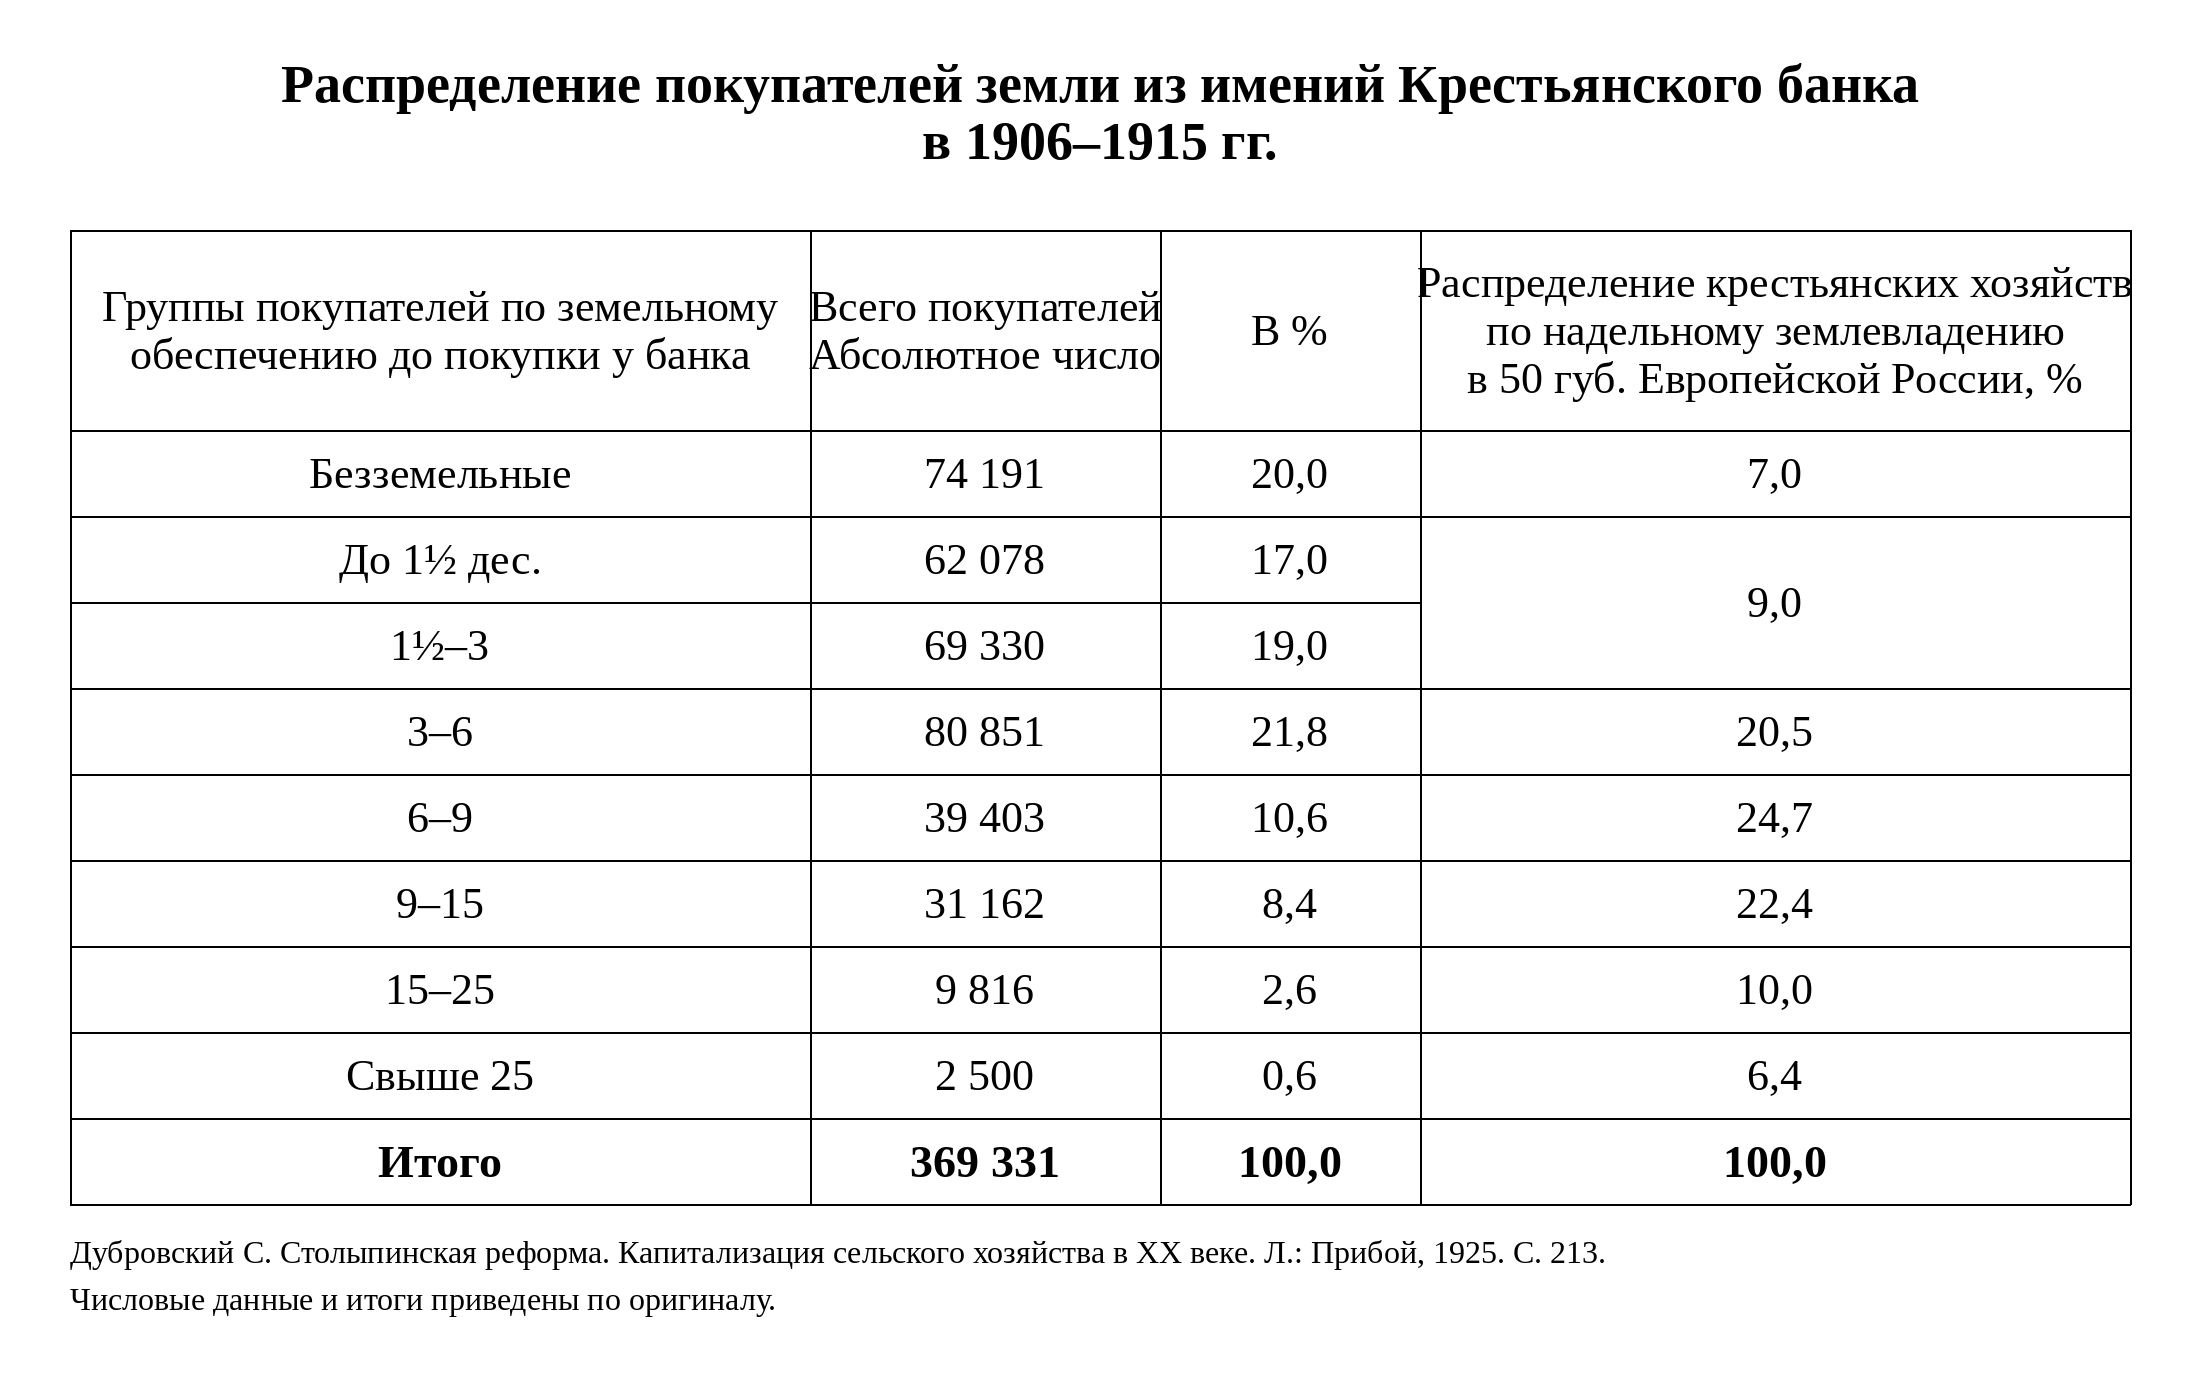 Распределение покупателей земли из имений Крестьянского банка
в 1906–1915 гг.
Группы покупателей по земельному
обеспечению до покупки у банка
Всего покупателей
Абсолютное число
В %
Распределение крестьянских хозяйств
по надельному землевладению
в 50 губ. Европейской России, %
Безземельные 74 191 20,0 7,0
До 1½ дес. 62 078 17,0
9,0
1½–3 69 330 19,0
3–6 80 851 21,8 20,5
6–9 39 403 10,6 24,7
9–15 31 162 8,4 22,4
15–25 9 816 2,6 10,0
Свыше 25 2 500 0,6 6,4
Итого 369 331 100,0 100,0
Дубровский С. Столыпинская реформа. Капитализация сельского хозяйства в XX веке. Л.: Прибой, 1925. С. 213.
Числовые данные и итоги приведены по оригиналу.